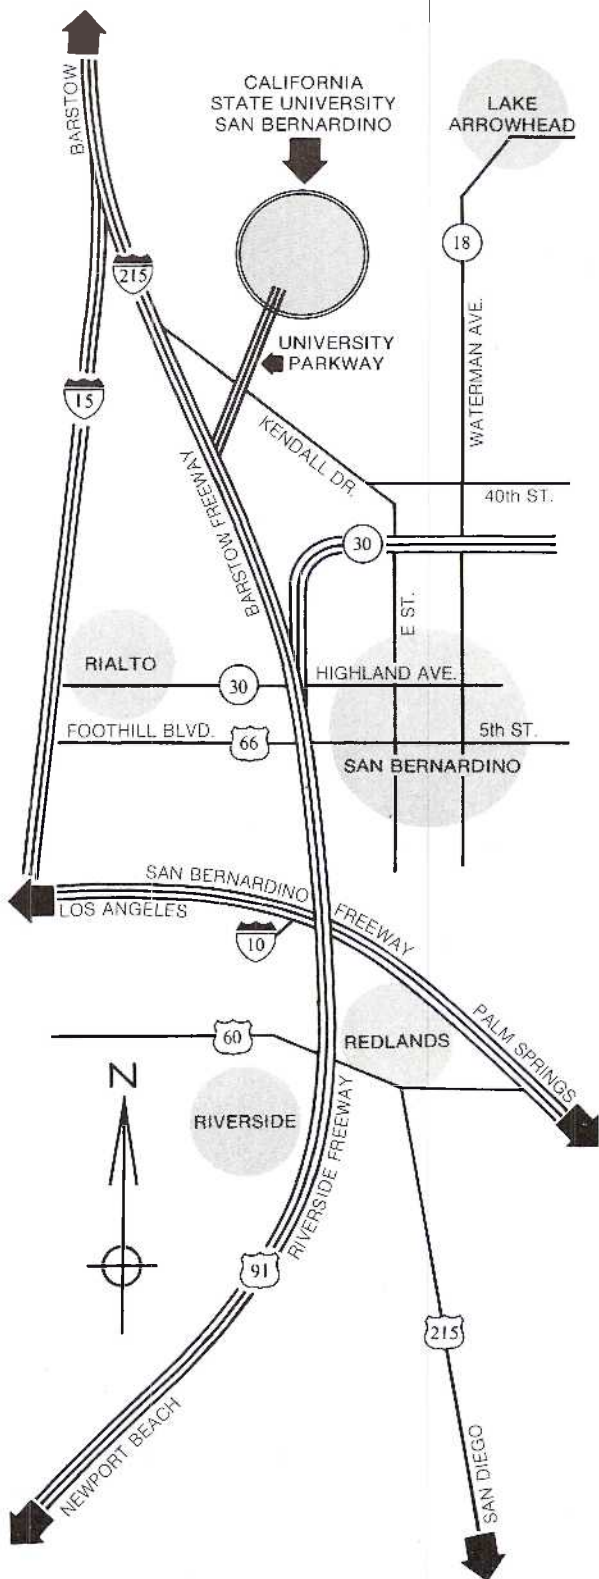 BARSTOW
CALIFORNIA
STATE UNIVERSITY
SAN BERNARDINO
LAKE
ARROWHEAD
18
215
WATERMAN AVE.
UNIVERSITY
PARKWAY
15
KENDALL DR.
40th ST.
BARSTOW FREEWAY
30
E ST.
RIALTO
30
HIGHLAND AVE.
FOOTHILL BLVD.
66
5th ST.
SAN BERNARDINO
SAN BERNARDINO
FREEWAY
LOS ANGELES
10
PALM SPRINGS
60
REDLANDS
N
RIVERSIDE
RIVERSIDE FREEWAY
91
215
NEWPORT BEACH
SAN DIEGO